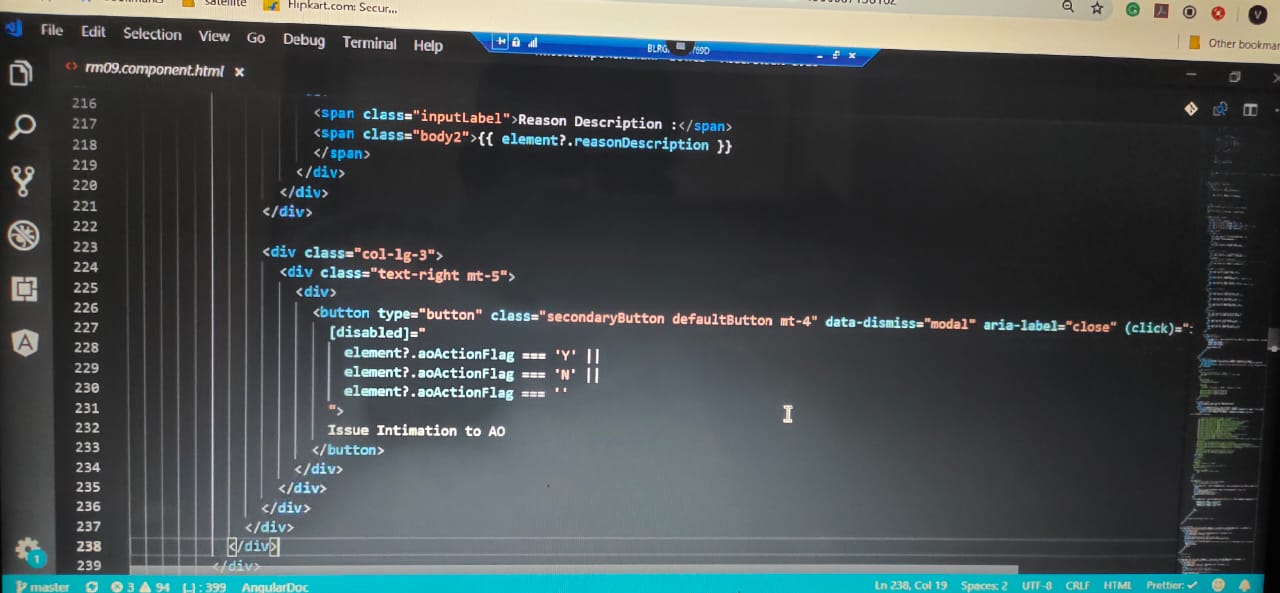 satellite
Flipkart.com: Secur...
V
Other bookmar
File Edit Selection View Go Debug Terminal Help
rm09.component.html ×
216
217 <span class="inputLabel">Reason Description :</span>
218 <span class="body2">{{ element?.reasonDescription }}
219 </span>
220 </div>
221 </div>
222 </div>
223
224 <div class="col-lg-3">
225 <div class="text-right mt-5">
226 <div>
227 <button type="button" class="secondaryButton defaultButton mt-4" data-dismiss="modal" aria-label="close" (click)="
228 [disabled]="
229 element?.aoActionFlag === 'Y' ||
230 element?.aoActionFlag === 'N' ||
231 element?.aoActionFlag === ''
232 ">
233 Issue Intimation to AO
234 </button>
235 </div>
236 </div>
237 </div>
238 </div>
239 </div>
</div>
1
master 3 94 399 AngularDoc Ln 238, Col 19 Spaces: 2 UTF-8 CRLF HTML Prettier: ✓